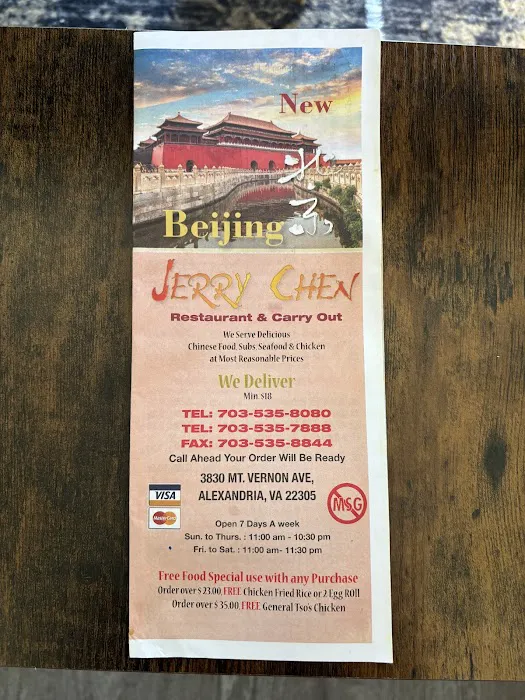 New
北京
Beijing
JERRY CHEN
Restaurant & Carry Out
We Serve Delicious
Chinese Food, Subs, Seafood & Chicken
at Most Reasonable Prices
We Deliver
Min. $18
TEL: 703-535-8080
TEL: 703-535-7888
FAX: 703-535-8844
Call Ahead Your Order Will Be Ready
3830 MT. VERNON AVE,
ALEXANDRIA, VA 22305
VISA
MasterCard
MSG
Open 7 Days A week
Sun. to Thurs. : 11:00 am - 10:30 pm
Fri. to Sat. : 11:00 am- 11:30 pm
Free Food Special use with any Purchase
Order over $ 23.00, FREE Chicken Fried Rice or 2 Egg ROll
Order over $ 35.00, FREE General Tso's Chicken